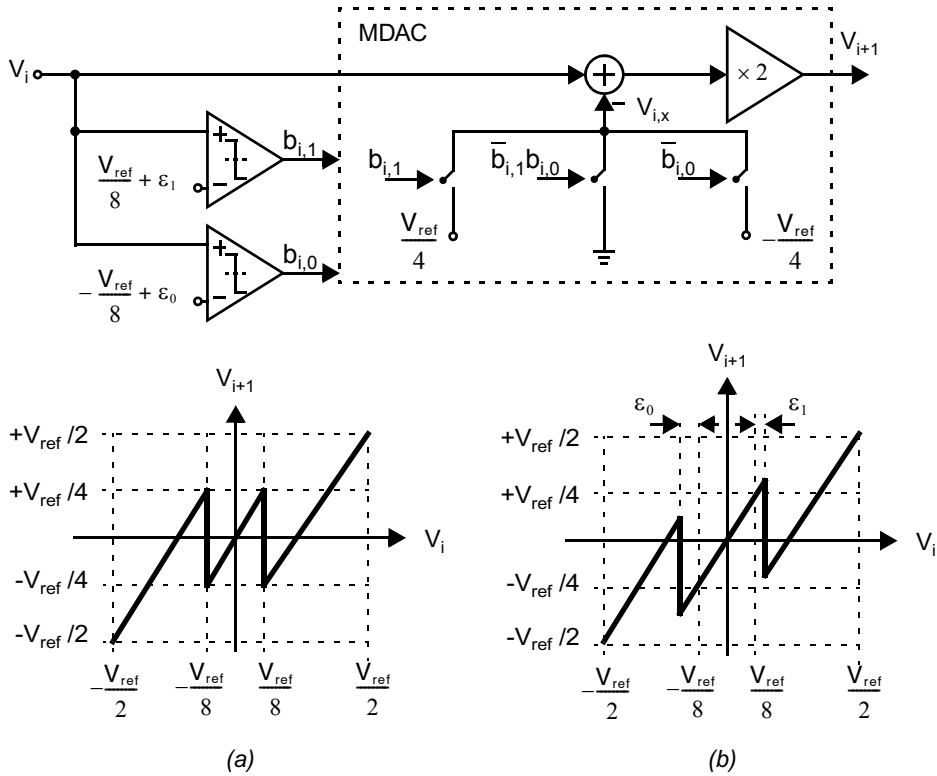 MDAC
V_i
× 2
V_{i+1}
+
−
V_{i,x}
+
−
b_{i,1}
V_ref/8 + ε_1
b_{i,1}
b̄_{i,1}b_{i,0}
b̄_{i,0}
V_ref/4
−V_ref/4
+
−
b_{i,0}
−V_ref/8 + ε_0
V_{i+1}
+V_ref /2
+V_ref /4
-V_ref /4
-V_ref /2
V_i
−V_ref/2
−V_ref/8
V_ref/8
V_ref/2
(a)
V_{i+1}
ε_0
ε_1
+V_ref /2
+V_ref /4
-V_ref /4
-V_ref /2
V_i
−V_ref/2
−V_ref/8
V_ref/8
V_ref/2
(b)